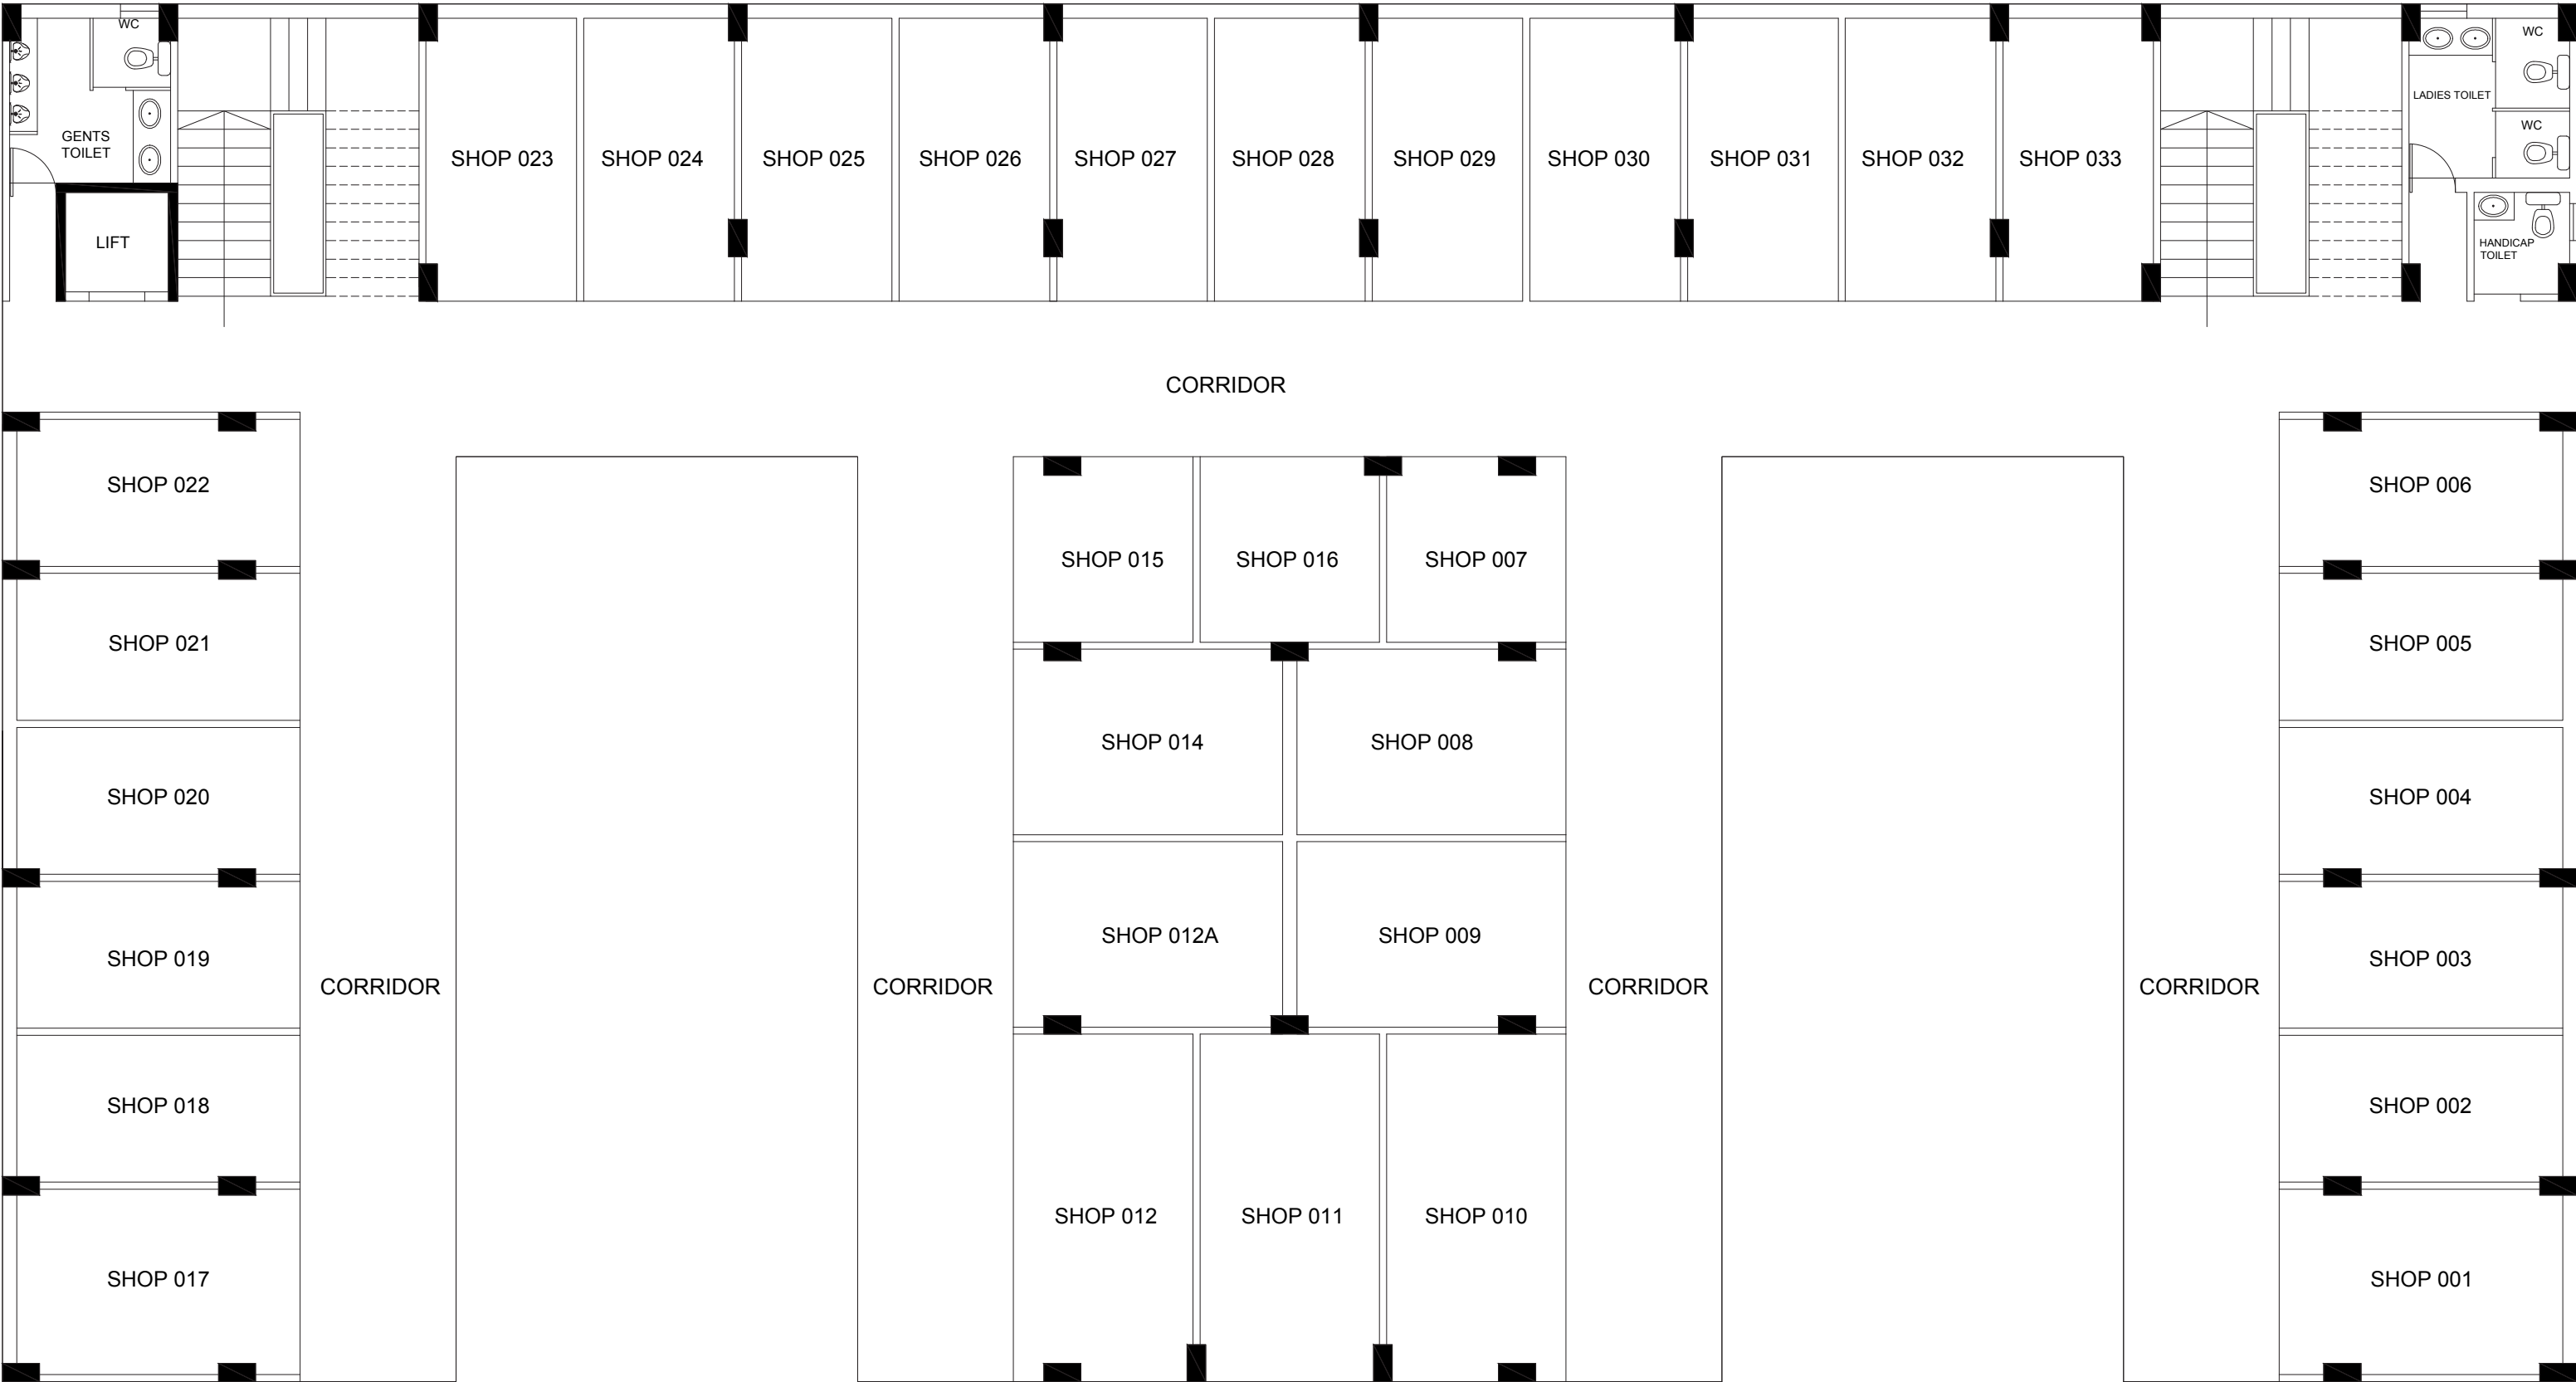 WC
WC
GENTS
TOILET
LADIES TOILET
WC
SHOP 023
SHOP 024
SHOP 025
SHOP 026
SHOP 027
SHOP 028
SHOP 029
SHOP 030
SHOP 031
SHOP 032
SHOP 033
LIFT
HANDICAP
TOILET
CORRIDOR
SHOP 022
SHOP 006
SHOP 015
SHOP 016
SHOP 007
SHOP 021
SHOP 005
SHOP 014
SHOP 008
SHOP 020
SHOP 004
SHOP 012A
SHOP 009
SHOP 019
SHOP 003
CORRIDOR
CORRIDOR
CORRIDOR
CORRIDOR
SHOP 018
SHOP 002
SHOP 012
SHOP 011
SHOP 010
SHOP 017
SHOP 001